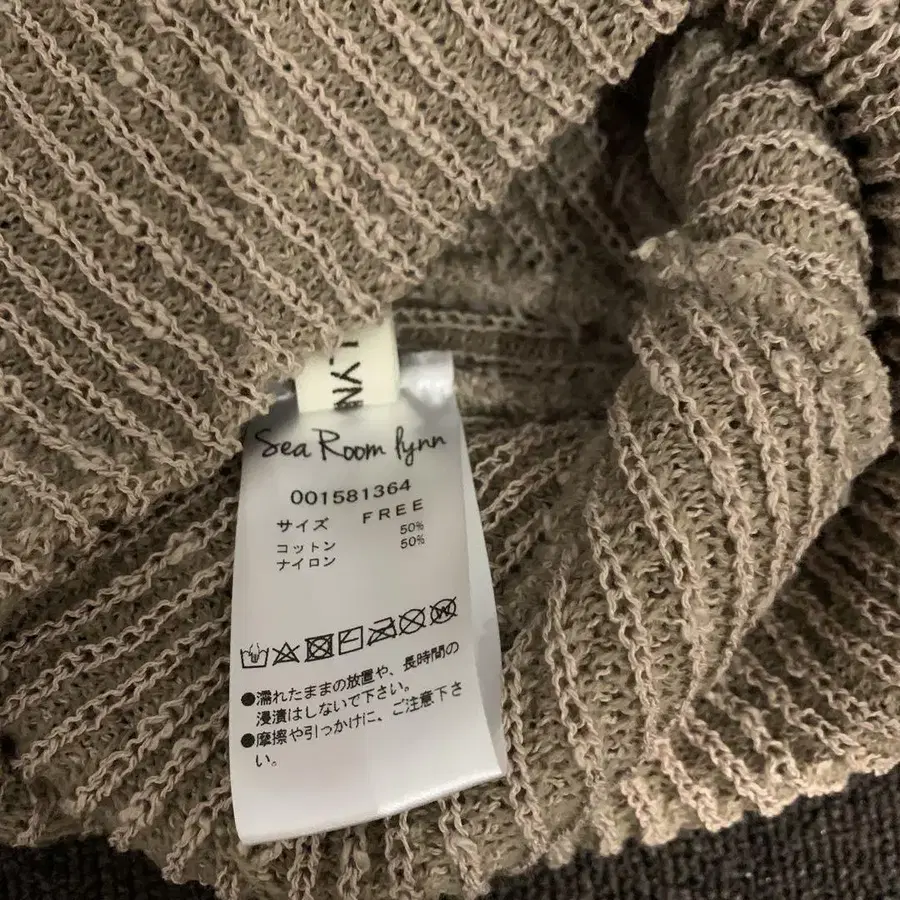 LYN
Sea Room lynn
001581364
サイズ FREE
コットン 50%
ナイロン 50%
●濡れたままの放置や、長時間の
浸漬はしないで下さい。
●摩擦や引っかけに、ご注意下さ
い。